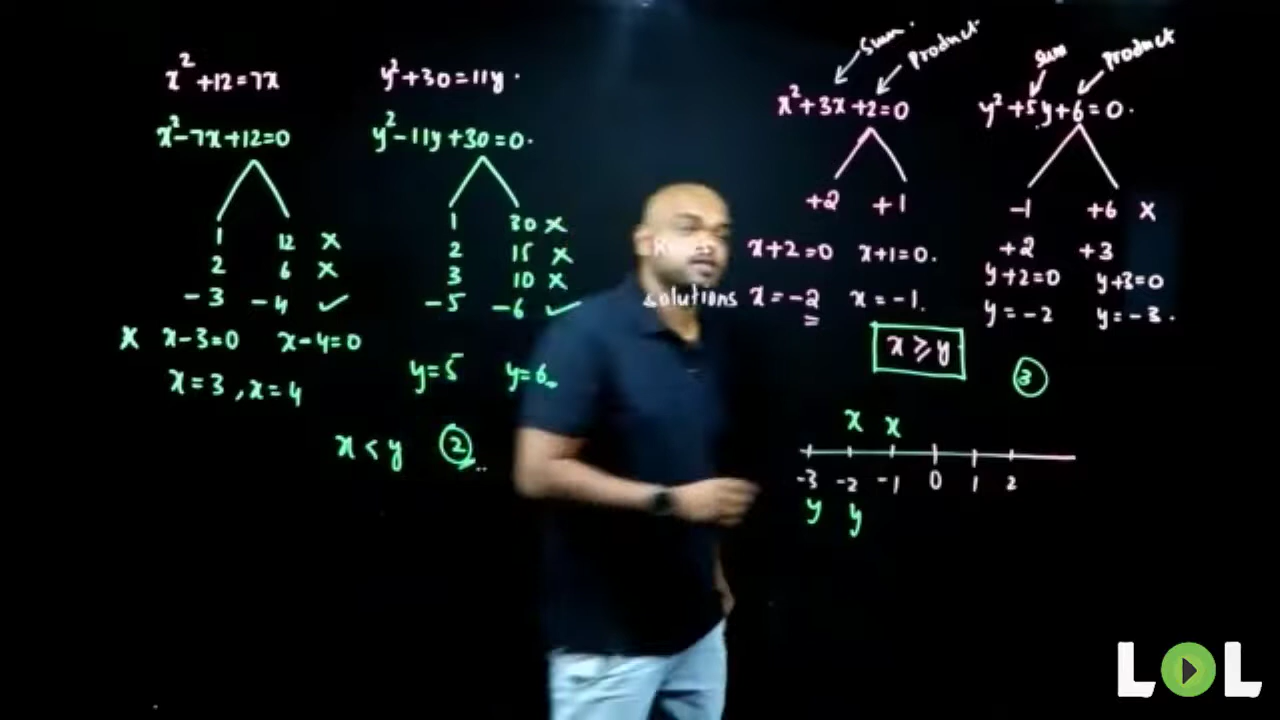 x² + 12 = 7x
x² - 7x + 12 = 0
1 12 ×
2 6 ×
-3 -4 ✓
× x - 3 = 0 x - 4 = 0
x = 3 , x = 4
y² + 30 = 11y .
y² - 11y + 30 = 0 .
1 30 ×
2 15 ×
3 10 ×
-5 -6 ✓
y = 5 y = 6
x < y ②
Sum . Product
x² + 3x + 2 = 0
+2 +1
x + 2 = 0 x + 1 = 0 .
solutions x = -2 x = -1
x ⩾ y
Sum Product
y² + 5y + 6 = 0 .
-1 +6 ×
+2 +3
y + 2 = 0 y + 3 = 0
y = -2 y = -3 .
③
x x
-3 -2 -1 0 1 2
y y
LOL